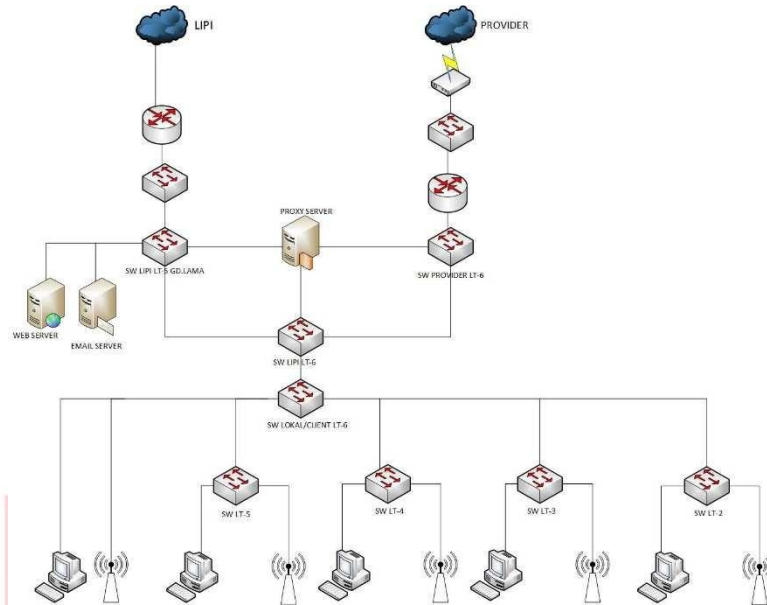 LIPI
PROVIDER
PROXY SERVER
SW LIPI LT-5 GD.LAMA
SW PROVIDER LT-6
WEB SERVER
EMAIL SERVER
SW LIPI LT-6
SW LOKAL/CLIENT LT-6
SW LT-5
SW LT-4
SW LT-3
SW LT-2